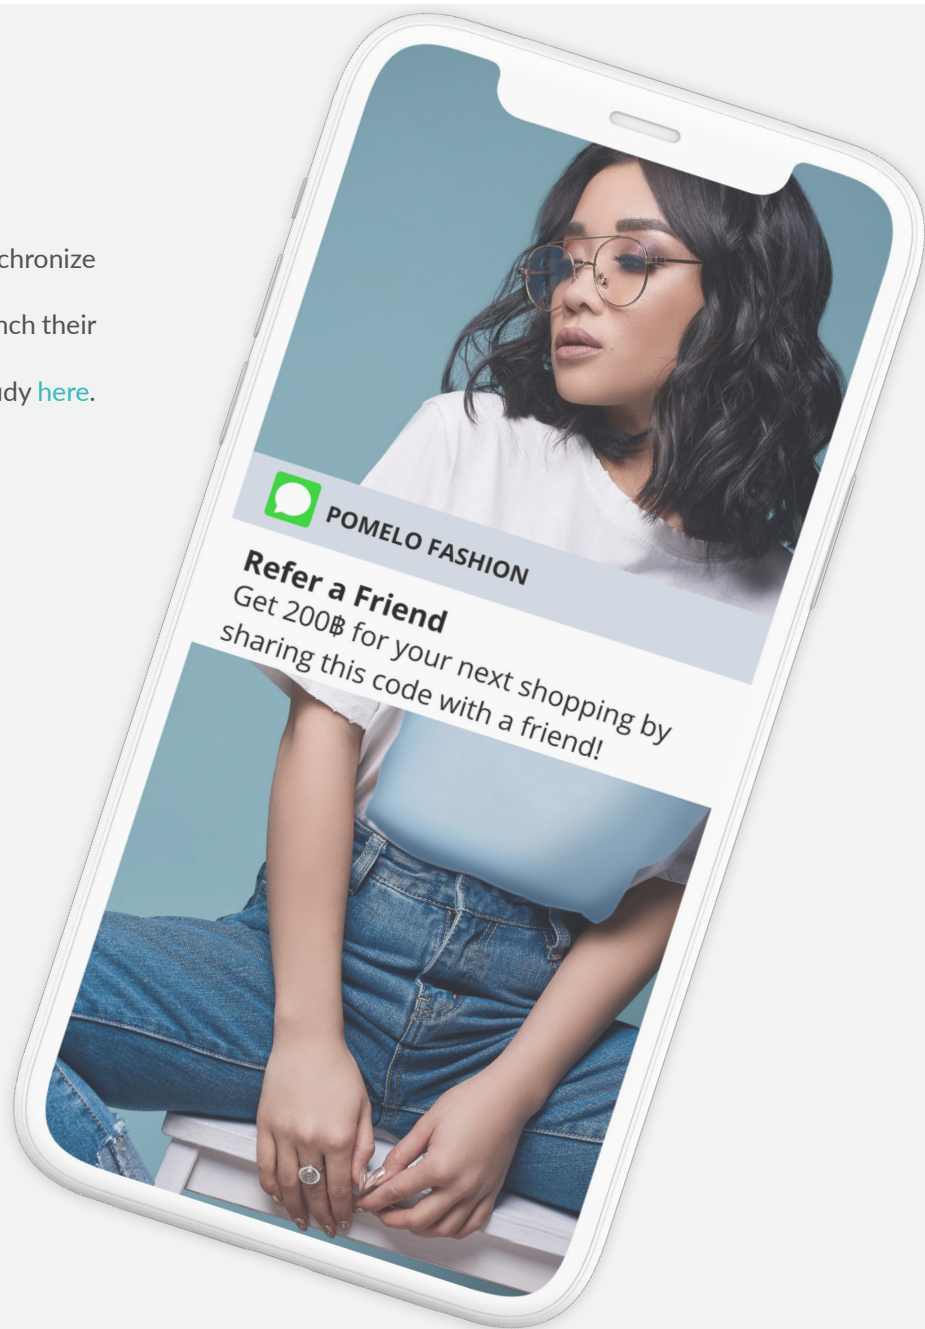 chronize
nch their
udy here.
POMELO FASHION
Refer a Friend
Get 200฿ for your next shopping by
sharing this code with a friend!